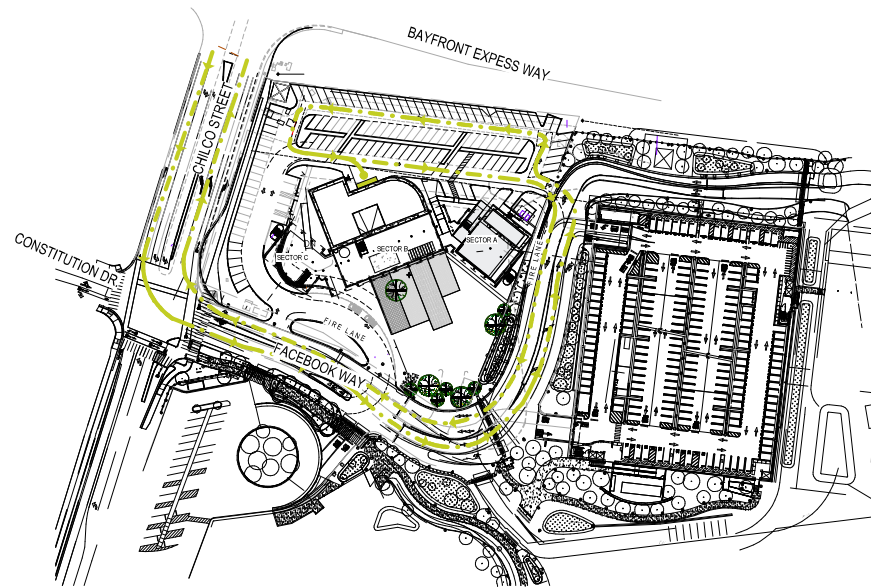 BAYFRONT EXPESS WAY
CHILCO STREET
CONSTITUTION DR.
SECTOR A
SECTOR B
SECTOR C
FIRE LANE
FIRE LANE
FACEBOOK WAY